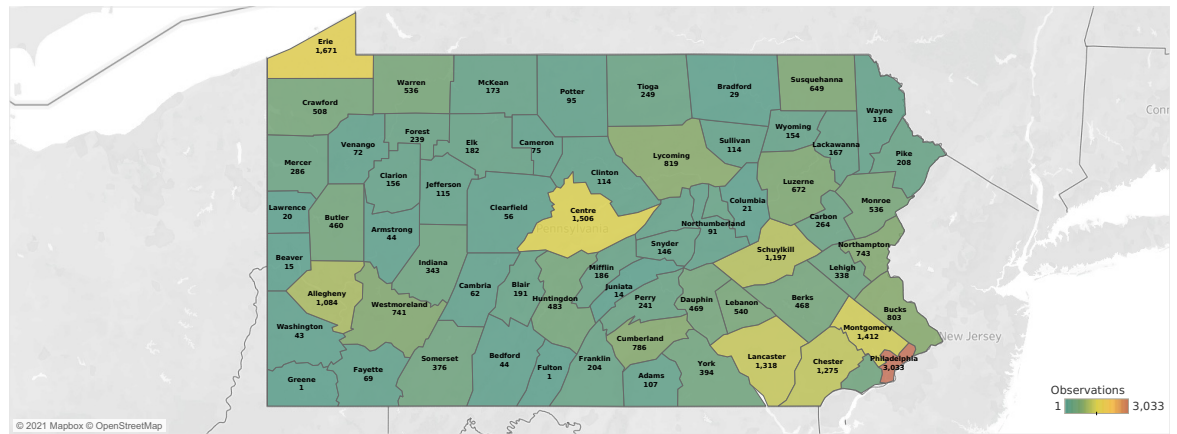 Erie
1,671
Warren
536
McKean
173
Potter
95
Tioga
249
Bradford
29
Susquehanna
649
Wayne
116
Crawford
508
Forest
239
Elk
182
Cameron
75
Venango
72
Mercer
286
Clarion
156
Jefferson
115
Clinton
114
Lycoming
819
Sullivan
114
Wyoming
154
Lackawanna
167
Pike
208
Luzerne
672
Monroe
536
Lawrence
20
Butler
460
Armstrong
44
Clearfield
56
Centre
1,506
Pennsylvania
Columbia
21
Northumberland
91
Carbon
264
Snyder
146
Schuylkill
1,197
Northampton
743
Lehigh
338
Beaver
15
Indiana
343
Allegheny
1,084
Westmoreland
741
Cambria
62
Blair
191
Huntingdon
483
Mifflin
186
Juniata
14
Perry
241
Dauphin
469
Lebanon
540
Berks
468
Bucks
803
Montgomery
1,412
Washington
43
Cumberland
786
Lancaster
1,318
Chester
1,275
Philadelphia
3,033
New Jersey
Greene
1
Fayette
69
Somerset
376
Bedford
44
Fulton
1
Franklin
204
Adams
107
York
394
Conn
Observations
1 3,033
© 2021 Mapbox © OpenStreetMap